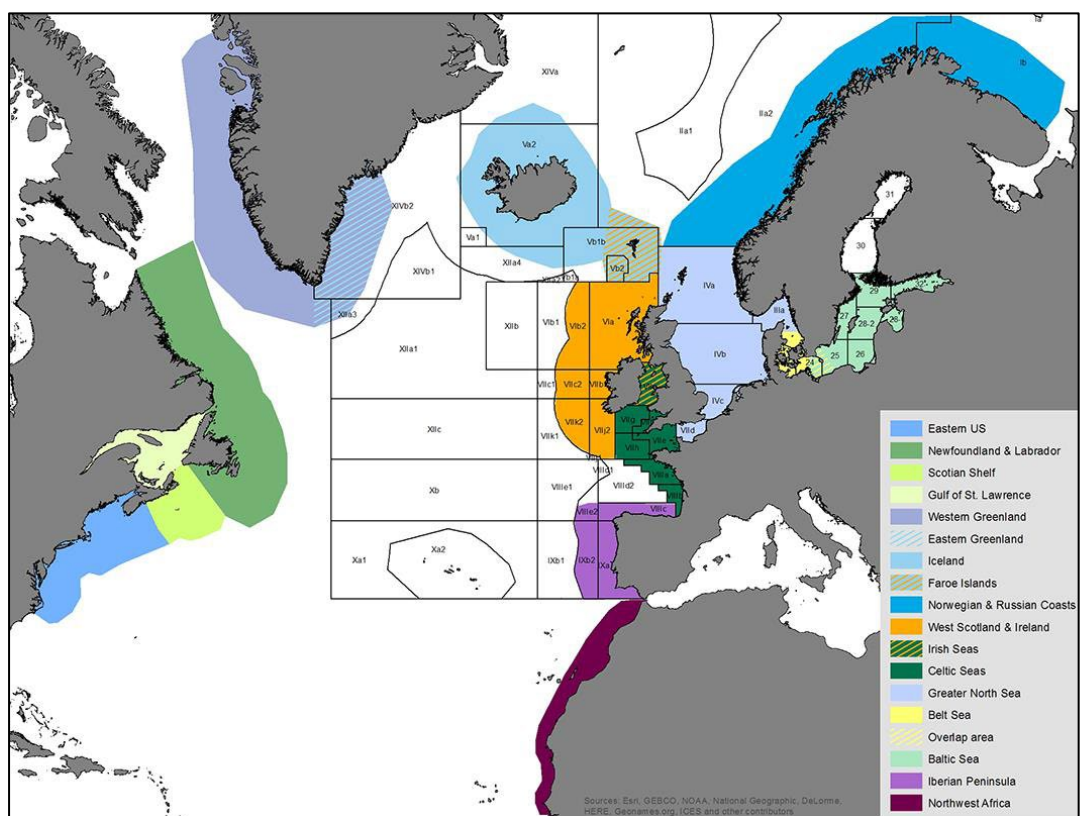 Ia
Ib
XIVa
IIa2
IIa1
Va2
31
XIVb2
Va1
Vb1b
30
XIIa4
Vb2
XIVb1
IVa
29
32
XIIa3
IIIa
27
28-2
XIIb
VIb1
VIb2
VIa
XIIa1
IVb
24
25
26
VIIc1
VIIc2
VIIb
IVc
VIIg
XIIc
VIIk1
VIIk2
VIIj2
VIIe
VIId
VIIh
VIIId1
VIIIa
Xb
VIIIe1
VIIId2
VIIIb
VIIIe2
VIIIc
Xa1
Xa2
IXb1
IXb2
IXa
Eastern US
Newfoundland & Labrador
Scotian Shelf
Gulf of St. Lawrence
Western Greenland
Eastern Greenland
Iceland
Faroe Islands
Norwegian & Russian Coasts
West Scotland & Ireland
Irish Seas
Celtic Seas
Greater North Sea
Belt Sea
Overlap area
Baltic Sea
Iberian Peninsula
Northwest Africa
Sources: Esri, GEBCO, NOAA, National Geographic, DeLorme,
HERE, Geonames.org, ICES and other contributors